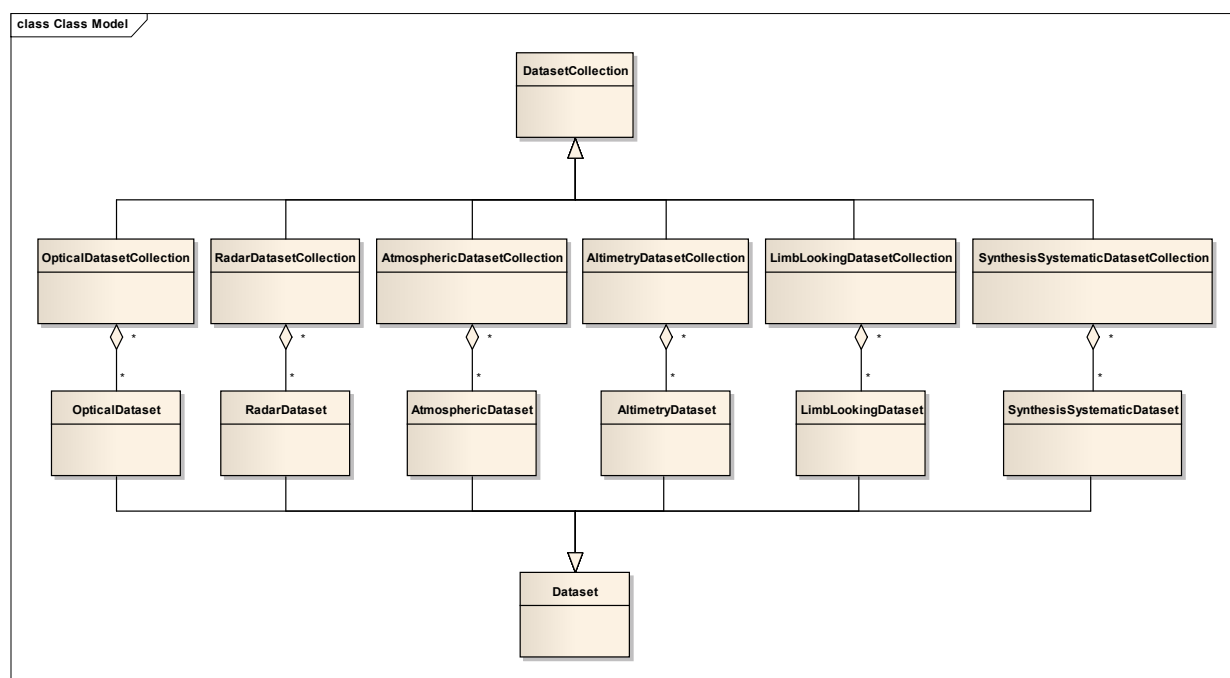 class Class Model
DatasetCollection
OpticalDatasetCollection RadarDatasetCollection AtmosphericDatasetCollection AltimetryDatasetCollection LimbLookingDatasetCollection SynthesisSystematicDatasetCollection
* * * * * *
* * * * * *
OpticalDataset RadarDataset AtmosphericDataset AltimetryDataset LimbLookingDataset SynthesisSystematicDataset
Dataset